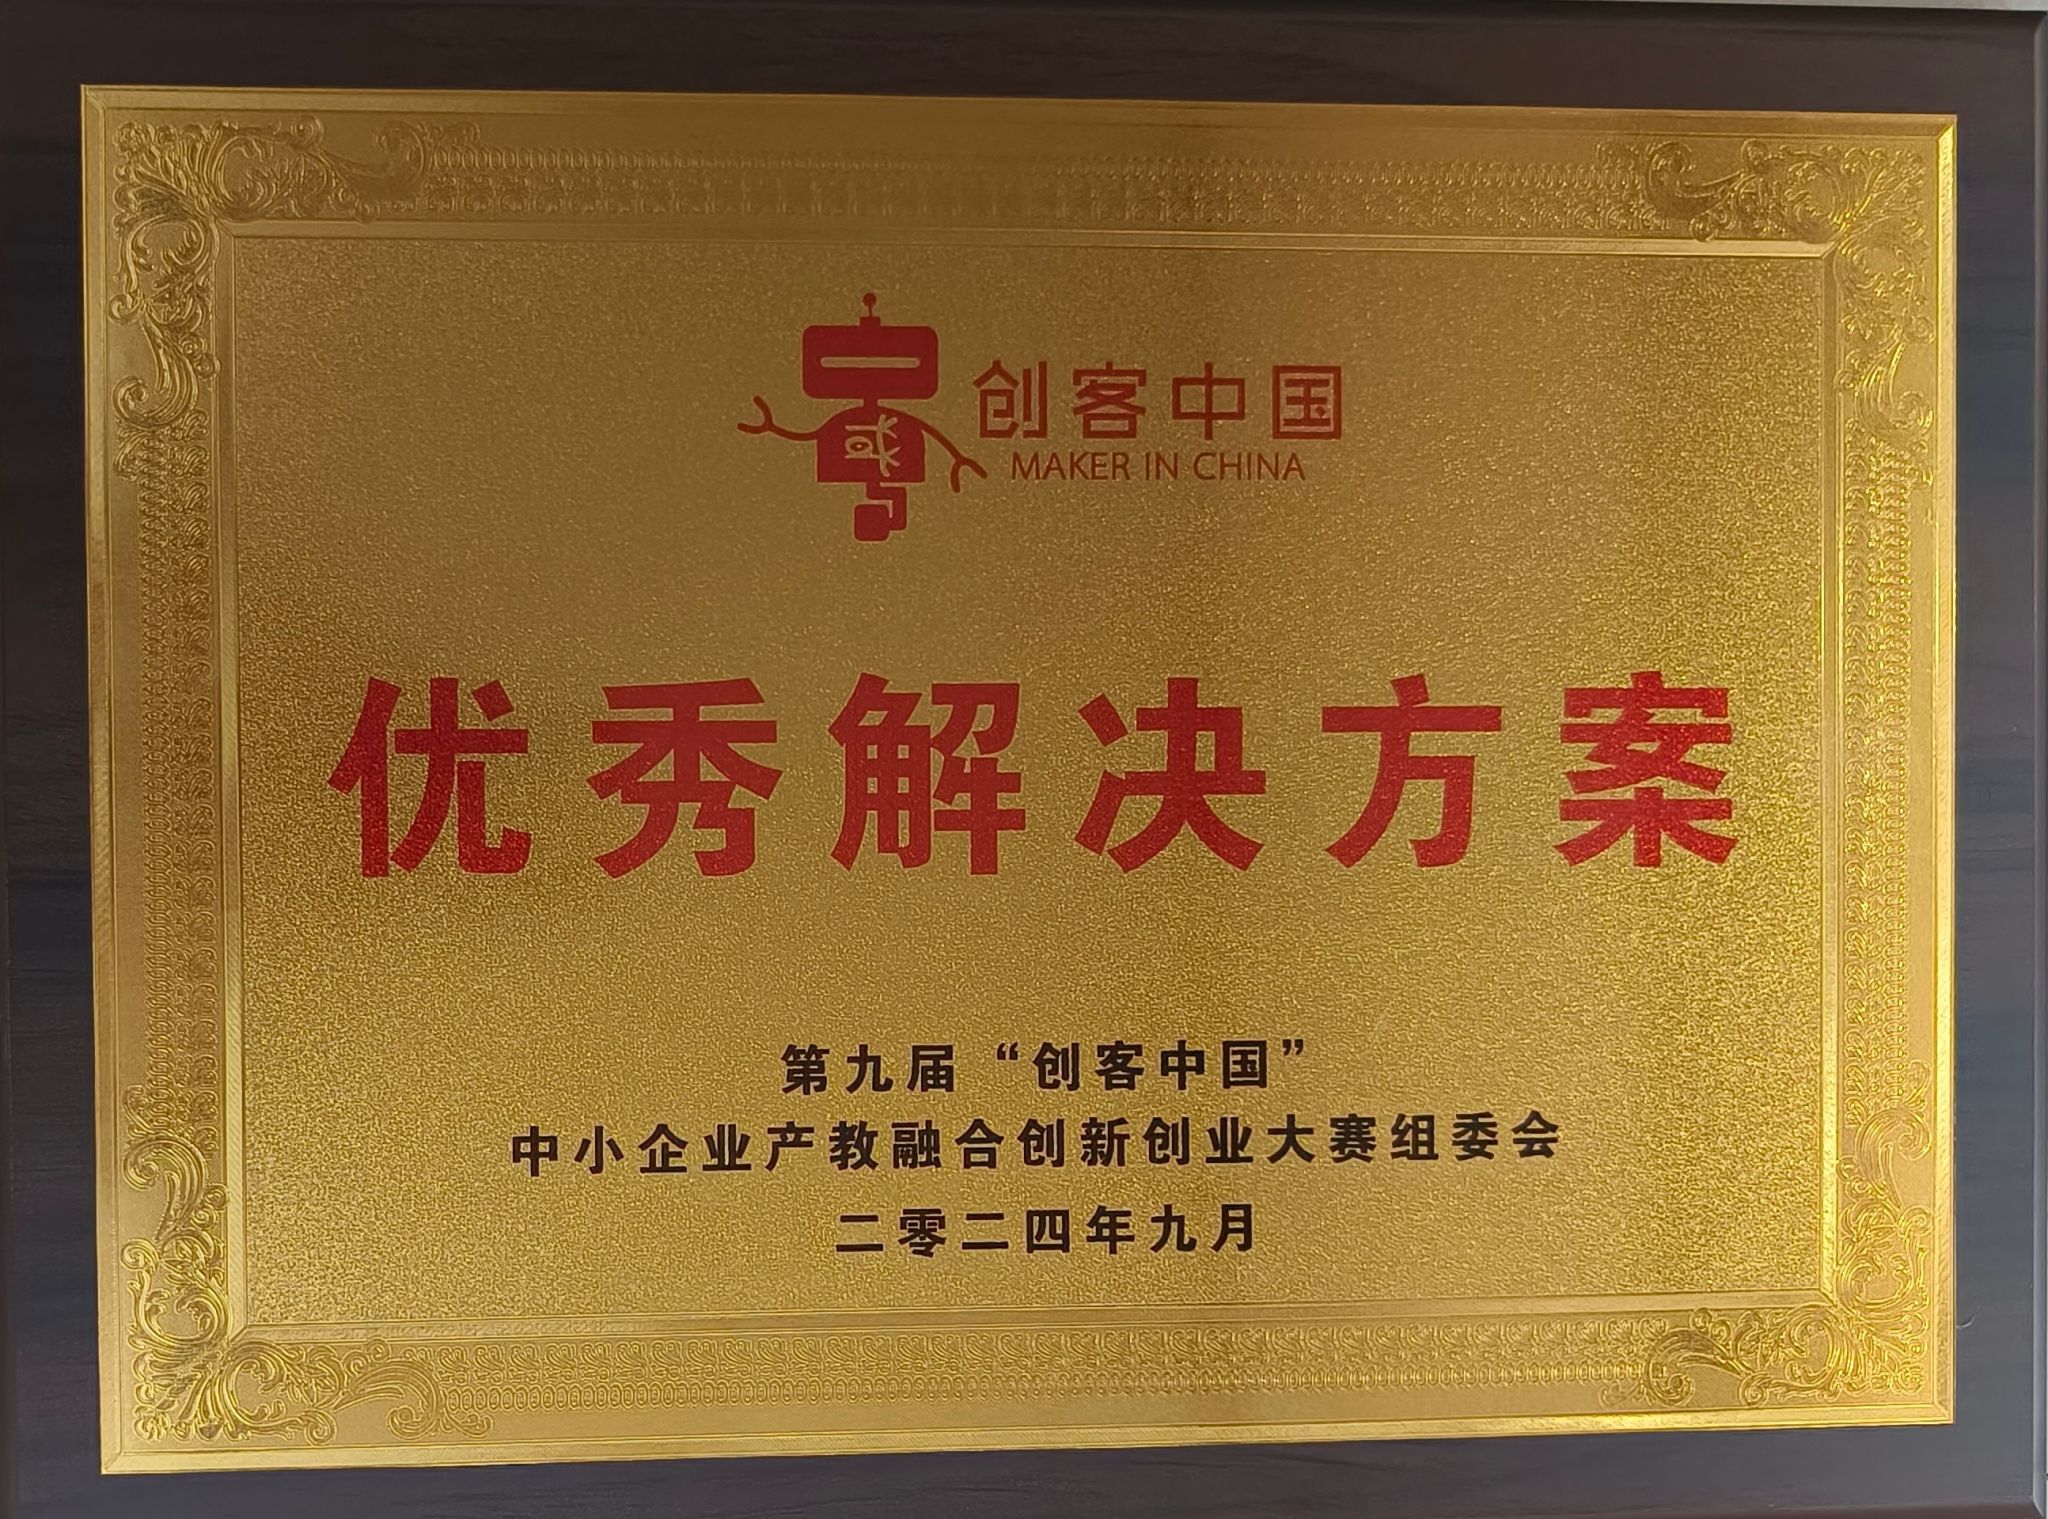 创客中国
MAKER IN CHINA
优秀解决方案
第九届“创客中国”
中小企业产教融合创新创业大赛组委会
二零二四年九月